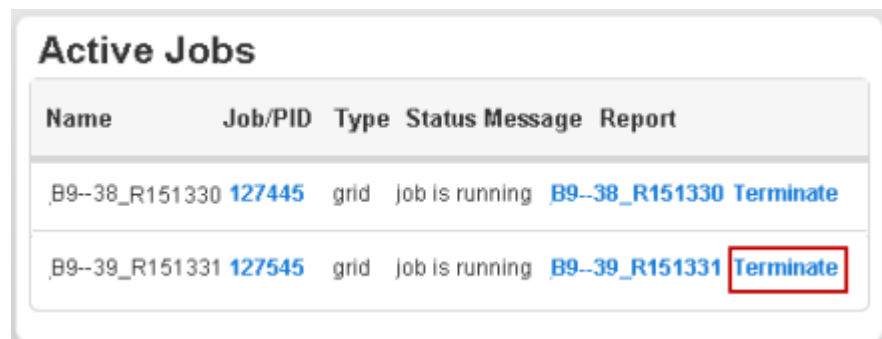 Active Jobs
Name Job/PID Type Status Message Report
B9--38_R151330 127445 grid job is running B9--38_R151330 Terminate
B9--39_R151331 127545 grid job is running B9--39_R151331 Terminate